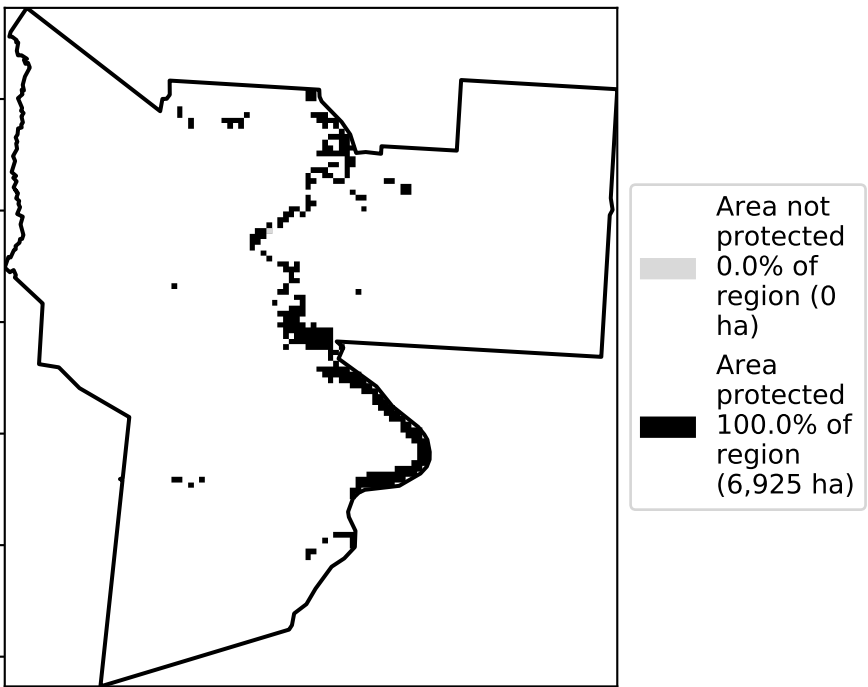 Area not
protected
0.0% of
region (0
ha)
Area
protected
100.0% of
region
(6,925 ha)